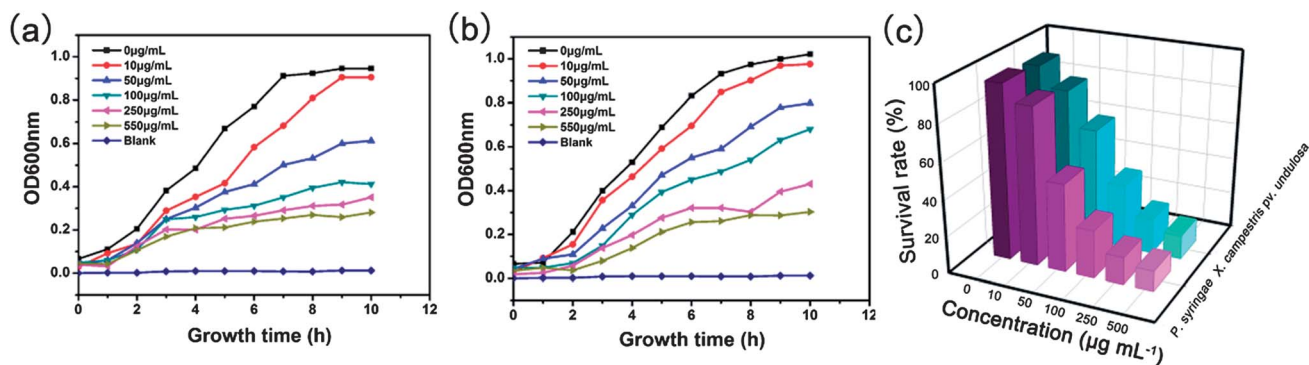 (a)
0μg/mL
10μg/mL
50μg/mL
100μg/mL
250μg/mL
550μg/mL
Blank
OD600nm
1.0
0.8
0.6
0.4
0.2
0.0
0 2 4 6 8 10 12
Growth time (h)
(b)
0μg/mL
10μg/mL
50μg/mL
100μg/mL
250μg/mL
550μg/mL
Blank
OD600nm
1.0
0.8
0.6
0.4
0.2
0.0
0 2 4 6 8 10 12
Growth time (h)
(c)
Survival rate (%)
100
80
60
40
20
0
0 10 50 100 250 500
Concentration (μg mL⁻¹)
P. syringae X. campestris pv. undulosa